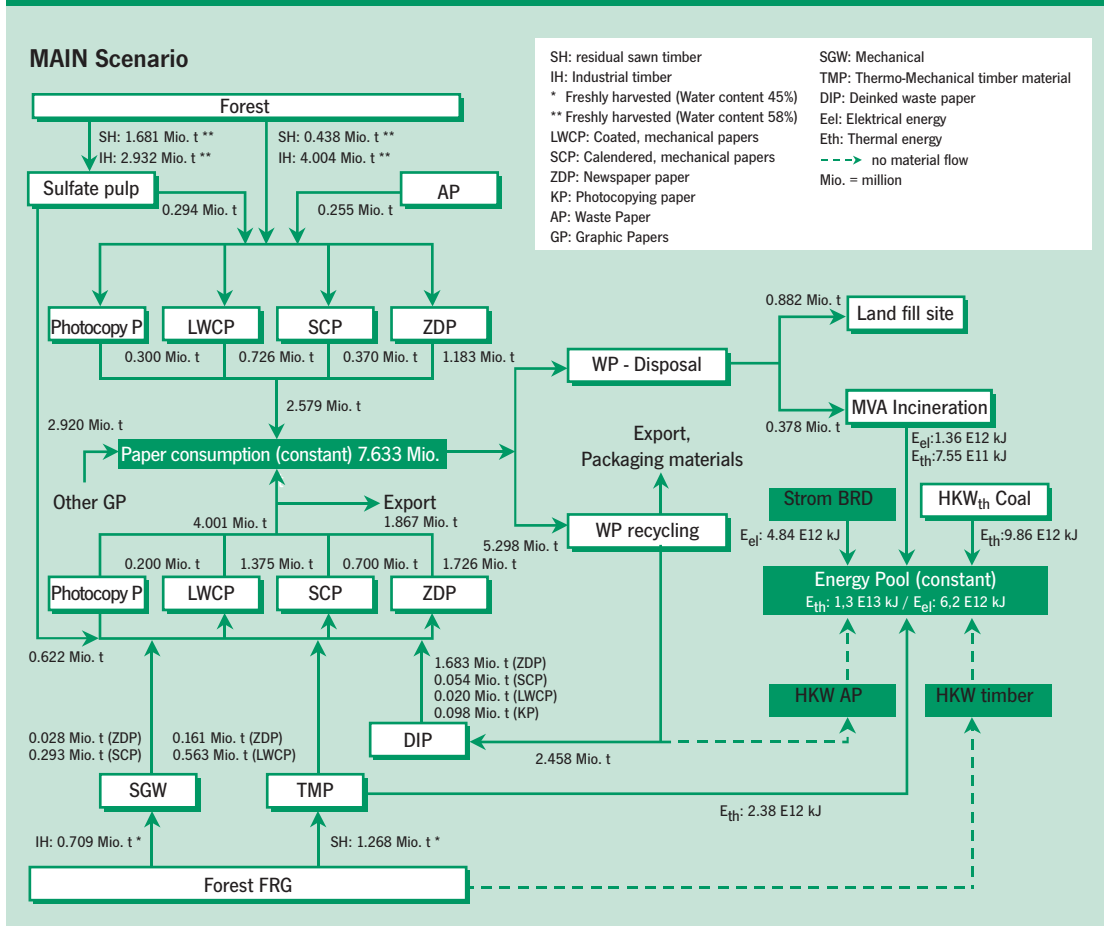 MAIN Scenario
SH: residual sawn timber
IH: Industrial timber
* Freshly harvested (Water content 45%)
** Freshly harvested (Water content 58%)
LWCP: Coated, mechanical papers
SCP: Calendered, mechanical papers
ZDP: Newspaper paper
KP: Photocopying paper
AP: Waste Paper
GP: Graphic Papers
SGW: Mechanical
TMP: Thermo-Mechanical timber material
DIP: Deinked waste paper
Eel: Elektrical energy
Eth: Thermal energy
no material flow
Mio. = million
Forest
SH: 1.681 Mio. t **
IH: 2.932 Mio. t **
SH: 0.438 Mio. t **
IH: 4.004 Mio. t **
Sulfate pulp
AP
0.294 Mio. t
0.255 Mio. t
Photocopy P
LWCP
SCP
ZDP
0.300 Mio. t
0.726 Mio. t
0.370 Mio. t
1.183 Mio. t
2.579 Mio. t
2.920 Mio. t
Paper consumption (constant) 7.633 Mio.
Other GP
Export
4.001 Mio. t
1.867 Mio. t
0.200 Mio. t
1.375 Mio. t
0.700 Mio. t
1.726 Mio. t
Photocopy P
LWCP
SCP
ZDP
0.622 Mio. t
1.683 Mio. t (ZDP)
0.054 Mio. t (SCP)
0.020 Mio. t (LWCP)
0.098 Mio. t (KP)
0.028 Mio. t (ZDP)
0.293 Mio. t (SCP)
0.161 Mio. t (ZDP)
0.563 Mio. t (LWCP)
DIP
2.458 Mio. t
SGW
TMP
Eth: 2.38 E12 kJ
IH: 0.709 Mio. t *
SH: 1.268 Mio. t *
Forest FRG
WP - Disposal
0.882 Mio. t
Land fill site
0.378 Mio. t
MVA Incineration
Eel:1.36 E12 kJ
Eth:7.55 E11 kJ
Export,
Packaging materials
WP recycling
5.298 Mio. t
Strom BRD
HKWth Coal
Eel: 4.84 E12 kJ
Eth:9.86 E12 kJ
Energy Pool (constant)
Eth: 1,3 E13 kJ / Eel: 6,2 E12 kJ
HKW AP
HKW timber